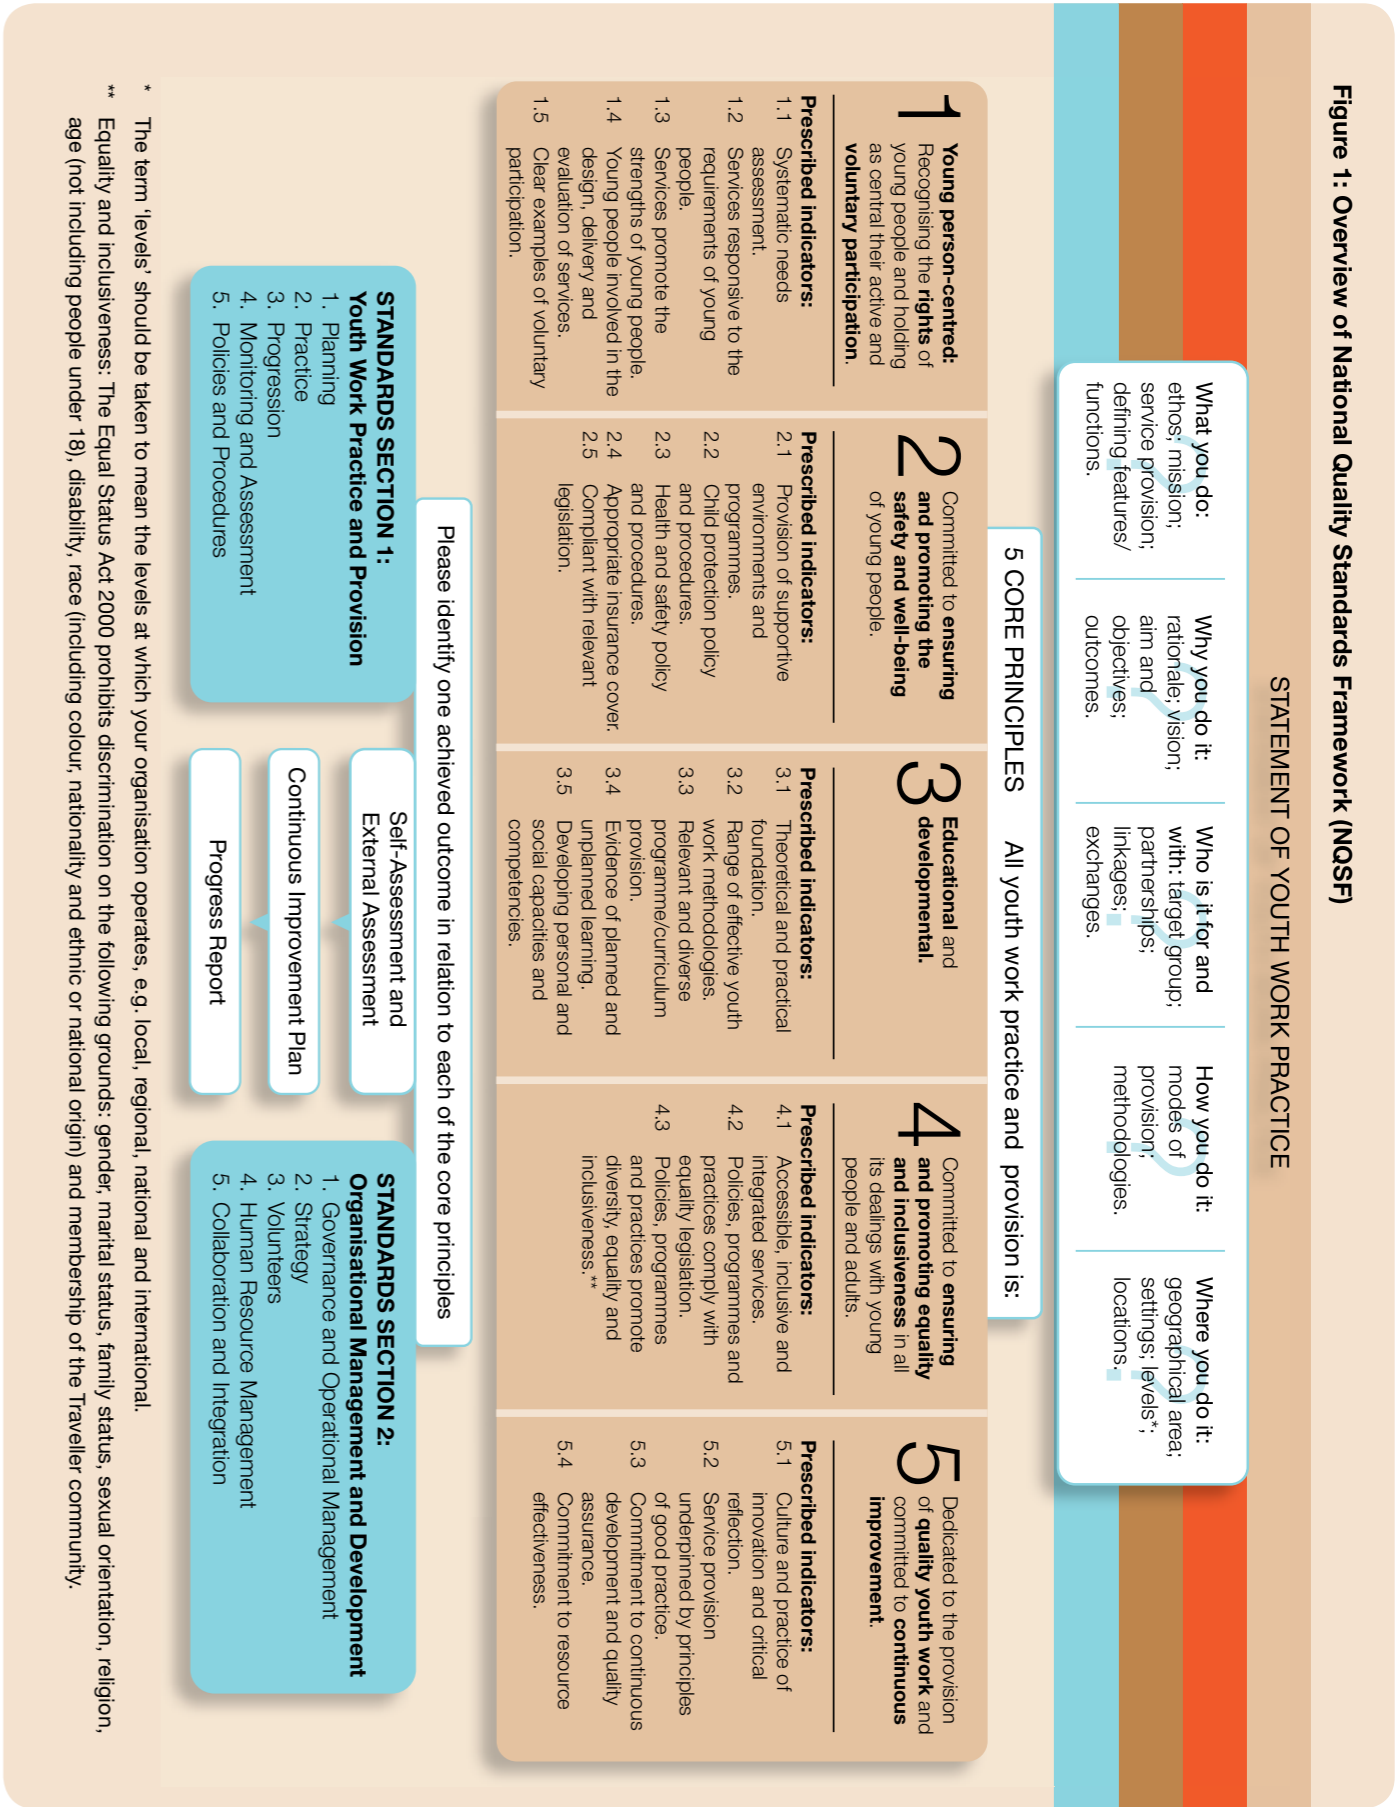 Figure 1: Overview of National Quality Standards Framework (NQSF)
STATEMENT OF YOUTH WORK PRACTICE
What you do:
ethos; mission;
service provision;
defining features/
functions.
?
Why you do it:
rationale; vision;
aim and
objectives;
outcomes.
?
Who is it for and
with: target group;
partnerships;
linkages;
exchanges.
?
How you do it:
modes of
provision;
methodologies.
?
Where you do it:
geographical area;
settings; levels*;
locations.
?
5 CORE PRINCIPLES All youth work practice and provision is:
1
Young person-centred:
Recognising the rights of
young people and holding
as central their active and
voluntary participation.
Prescribed indicators:
1.1 Systematic needs
assessment.
1.2 Services responsive to the
requirements of young
people.
1.3 Services promote the
strengths of young people.
1.4 Young people involved in the
design, delivery and
evaluation of services.
1.5 Clear examples of voluntary
participation.
2
Committed to ensuring
and promoting the
safety and well-being
of young people.
Prescribed indicators:
2.1 Provision of supportive
environments and
programmes.
2.2 Child protection policy
and procedures.
2.3 Health and safety policy
and procedures.
2.4 Appropriate insurance cover.
2.5 Compliant with relevant
legislation.
3
Educational and
developmental.
Prescribed indicators:
3.1 Theoretical and practical
foundation.
3.2 Range of effective youth
work methodologies.
3.3 Relevant and diverse
programme/curriculum
provision.
3.4 Evidence of planned and
unplanned learning.
3.5 Developing personal and
social capacities and
competencies.
4
Committed to ensuring
and promoting equality
and inclusiveness in all
its dealings with young
people and adults.
Prescribed indicators:
4.1 Accessible, inclusive and
integrated services.
4.2 Policies, programmes and
practices comply with
equality legislation.
4.3 Policies, programmes
and practices promote
diversity, equality and
inclusiveness.**
5
Dedicated to the provision
of quality youth work and
committed to continuous
improvement.
Prescribed indicators:
5.1 Culture and practice of
innovation and critical
reflection.
5.2 Service provision
underpinned by principles
of good practice.
5.3 Commitment to continuous
development and quality
assurance.
5.4 Commitment to resource
effectiveness.
Please identify one achieved outcome in relation to each of the core principles
STANDARDS SECTION 1:
Youth Work Practice and Provision
1. Planning
2. Practice
3. Progression
4. Monitoring and Assessment
5. Policies and Procedures
Self-Assessment and
External Assessment
Continuous Improvement Plan
Progress Report
STANDARDS SECTION 2:
Organisational Management and Development
1. Governance and Operational Management
2. Strategy
3. Volunteers
4. Human Resource Management
5. Collaboration and Integration
* The term ‘levels’ should be taken to mean the levels at which your organisation operates, e.g. local, regional, national and international.
** Equality and inclusiveness: The Equal Status Act 2000 prohibits discrimination on the following grounds: gender, marital status, family status, sexual orientation, religion,
age (not including people under 18), disability, race (including colour, nationality and ethnic or national origin) and membership of the Traveller community.